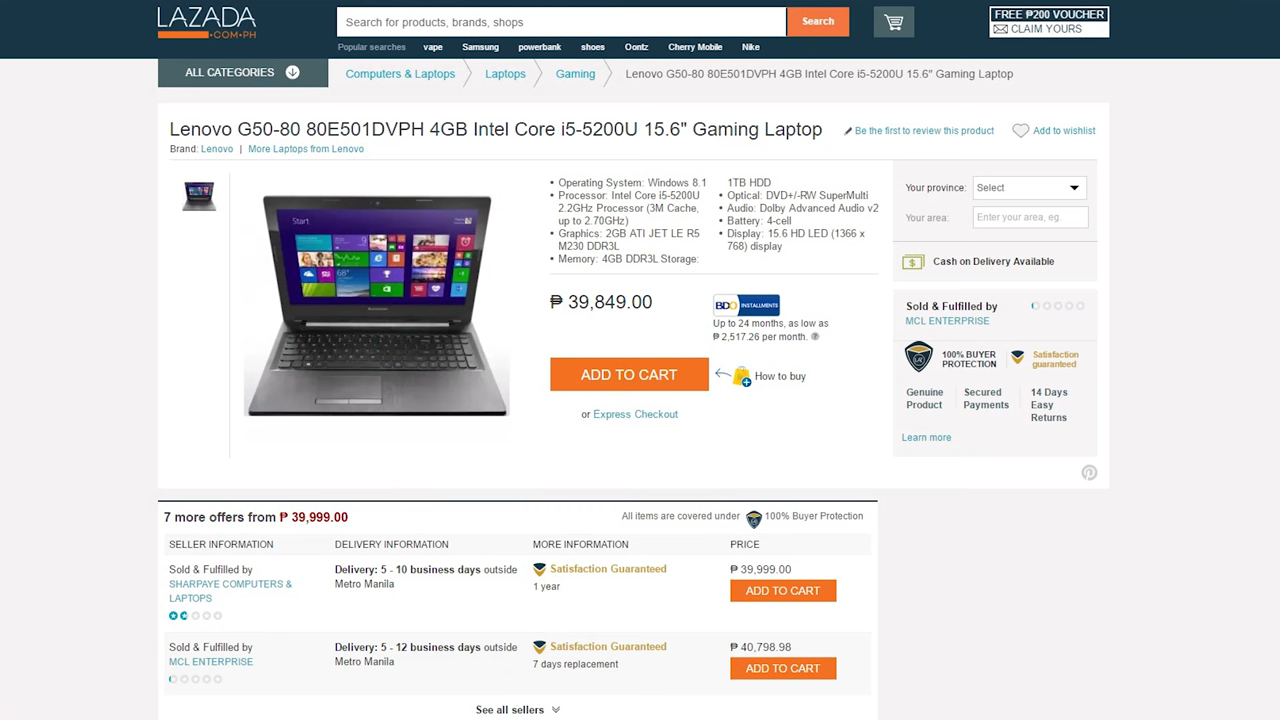 LAZADA
.COM.PH
Search for products, brands, shops
Search
FREE ₱200 VOUCHER
CLAIM YOURS
Popular searches vape Samsung powerbank shoes Oontz Cherry Mobile Nike
ALL CATEGORIES
Computers & Laptops Laptops Gaming Lenovo G50-80 80E501DVPH 4GB Intel Core i5-5200U 15.6" Gaming Laptop
Lenovo G50-80 80E501DVPH 4GB Intel Core i5-5200U 15.6" Gaming Laptop
Be the first to review this product
Add to wishlist
Brand: Lenovo | More Laptops from Lenovo
Start
• Operating System: Windows 8.1
• Processor: Intel Core i5-5200U
2.2GHz Processor (3M Cache,
up to 2.70GHz)
• Graphics: 2GB ATI JET LE R5
M230 DDR3L
• Memory: 4GB DDR3L Storage:
1TB HDD
• Optical: DVD+/-RW SuperMulti
• Audio: Dolby Advanced Audio v2
• Battery: 4-cell
• Display: 15.6 HD LED (1366 x
768) display
₱ 39,849.00
BDO INSTALLMENTS
Up to 24 months, as low as
₱ 2,517.26 per month. ?
ADD TO CART
How to buy
or Express Checkout
Your province: Select
Your area: Enter your area, eg.
$ Cash on Delivery Available
Sold & Fulfilled by
MCL ENTERPRISE
100% BUYER
PROTECTION
Satisfaction
guaranteed
Genuine
Product
Secured
Payments
14 Days
Easy
Returns
Learn more
7 more offers from ₱ 39,999.00
All items are covered under 100% Buyer Protection
SELLER INFORMATION DELIVERY INFORMATION MORE INFORMATION PRICE
Sold & Fulfilled by
SHARPAYE COMPUTERS &
LAPTOPS
Delivery: 5 - 10 business days outside
Metro Manila
Satisfaction Guaranteed
1 year
₱ 39,999.00
ADD TO CART
Sold & Fulfilled by
MCL ENTERPRISE
Delivery: 5 - 12 business days outside
Metro Manila
Satisfaction Guaranteed
7 days replacement
₱ 40,798.98
ADD TO CART
See all sellers